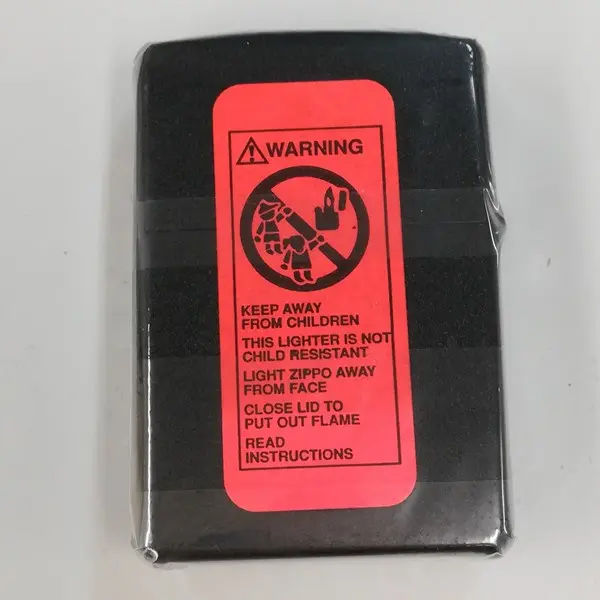 WARNING
KEEP AWAY
FROM CHILDREN
THIS LIGHTER IS NOT
CHILD RESISTANT
LIGHT ZIPPO AWAY
FROM FACE
CLOSE LID TO
PUT OUT FLAME
READ
INSTRUCTIONS